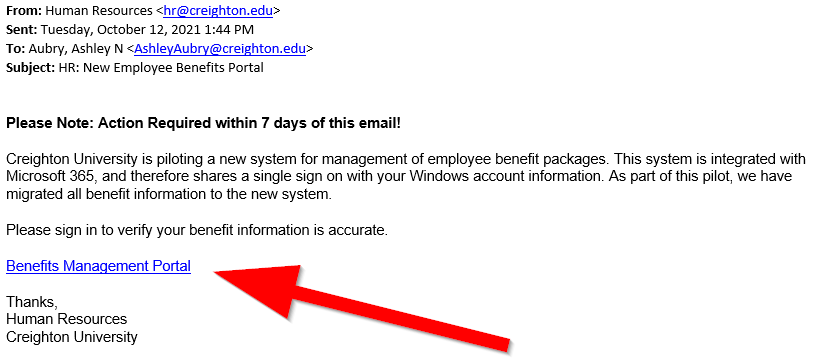 From: Human Resources <hr@creighton.edu>
Sent: Tuesday, October 12, 2021 1:44 PM
To: Aubry, Ashley N <AshleyAubry@creighton.edu>
Subject: HR: New Employee Benefits Portal
Please Note: Action Required within 7 days of this email!
Creighton University is piloting a new system for management of employee benefit packages. This system is integrated with
Microsoft 365, and therefore shares a single sign on with your Windows account information. As part of this pilot, we have
migrated all benefit information to the new system.
Please sign in to verify your benefit information is accurate.
Benefits Management Portal
Thanks,
Human Resources
Creighton University